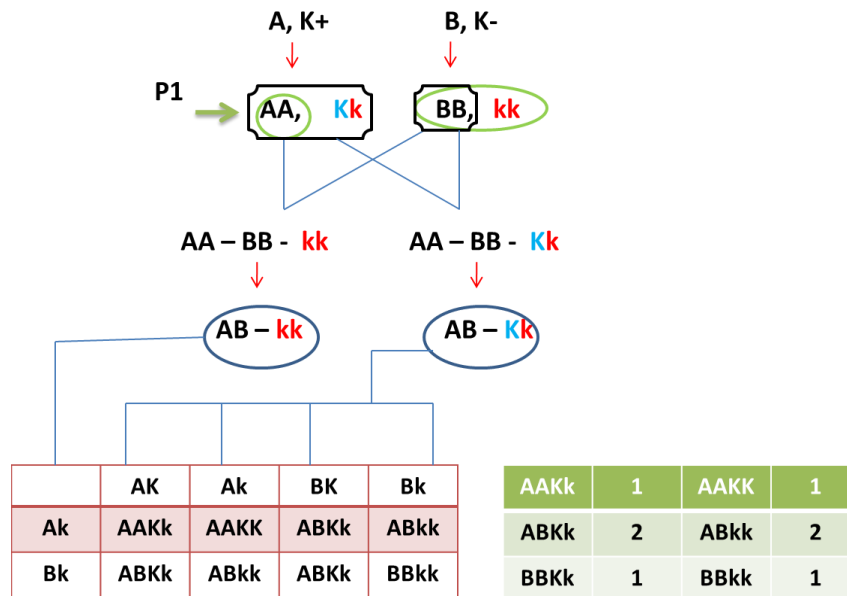 A, K+ B, K-
P1
AA, Kk BB, kk
AA – BB - kk AA – BB - Kk
AB – kk AB – Kk
AK Ak BK Bk
Ak AAKk AAKK ABKk ABkk
Bk ABKk ABkk ABKk BBkk
AAKk 1 AAKK 1
ABKk 2 ABkk 2
BBKk 1 BBkk 1